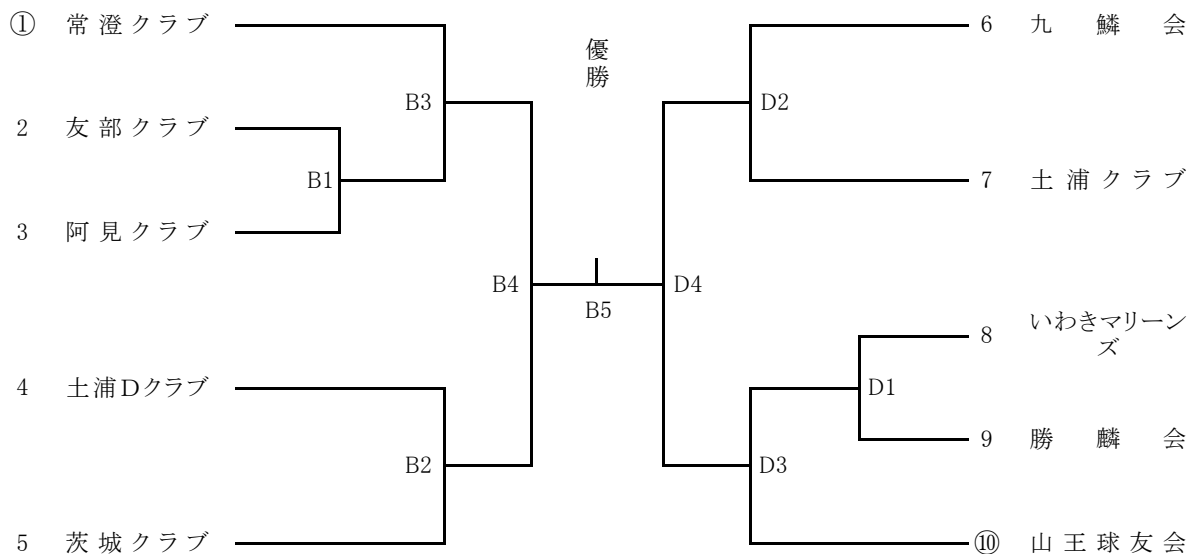 ① 常澄クラブ
優勝
6 九鱗会
B3
D2
2 友部クラブ
B1
7 土浦クラブ
3 阿見クラブ
B4
D4
B5
8 いわきマリーン
ズ
4 土浦Dクラブ
D1
9 勝麟会
B2
D3
5 茨城クラブ
⑩ 山王球友会